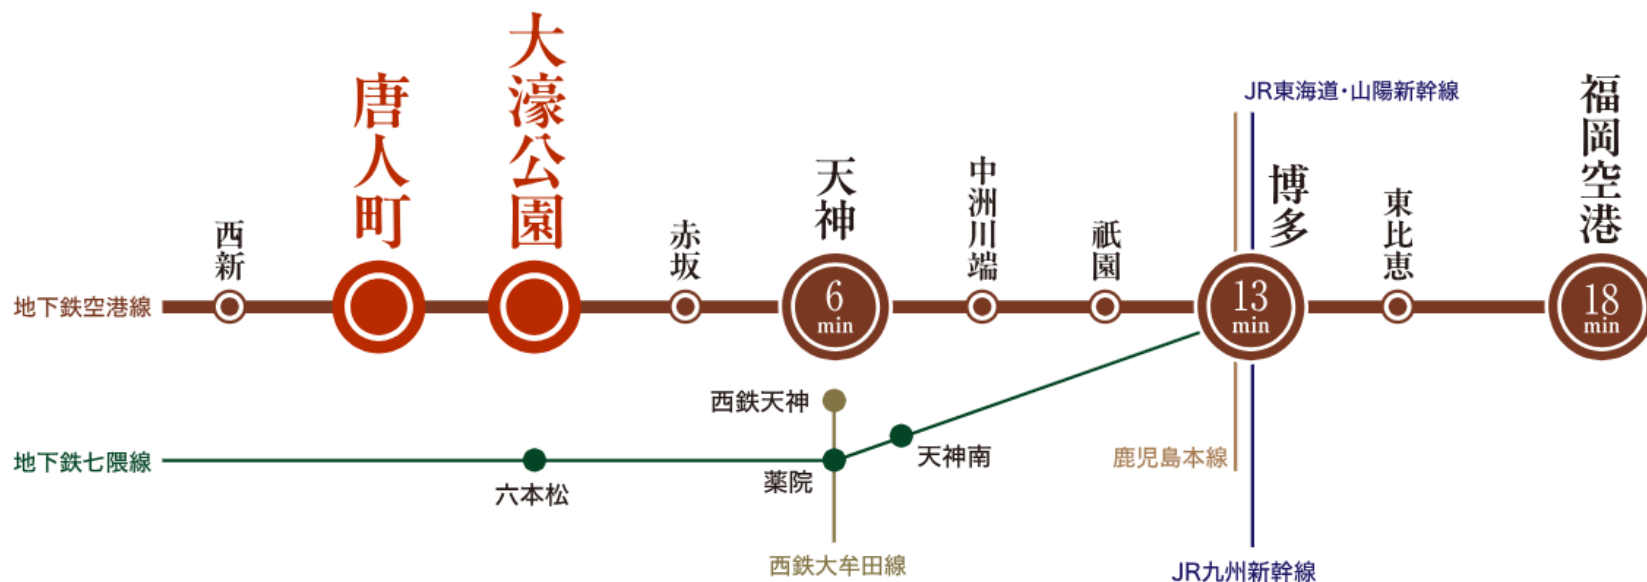 JR東海道・山陽新幹線
西新
唐人町
大濠公園
赤坂
天神
中洲川端
祇園
博多
東比恵
福岡空港
地下鉄空港線
6
min
13
min
18
min
西鉄天神
天神南
地下鉄七隈線
六本松
薬院
鹿児島本線
西鉄大牟田線
JR九州新幹線